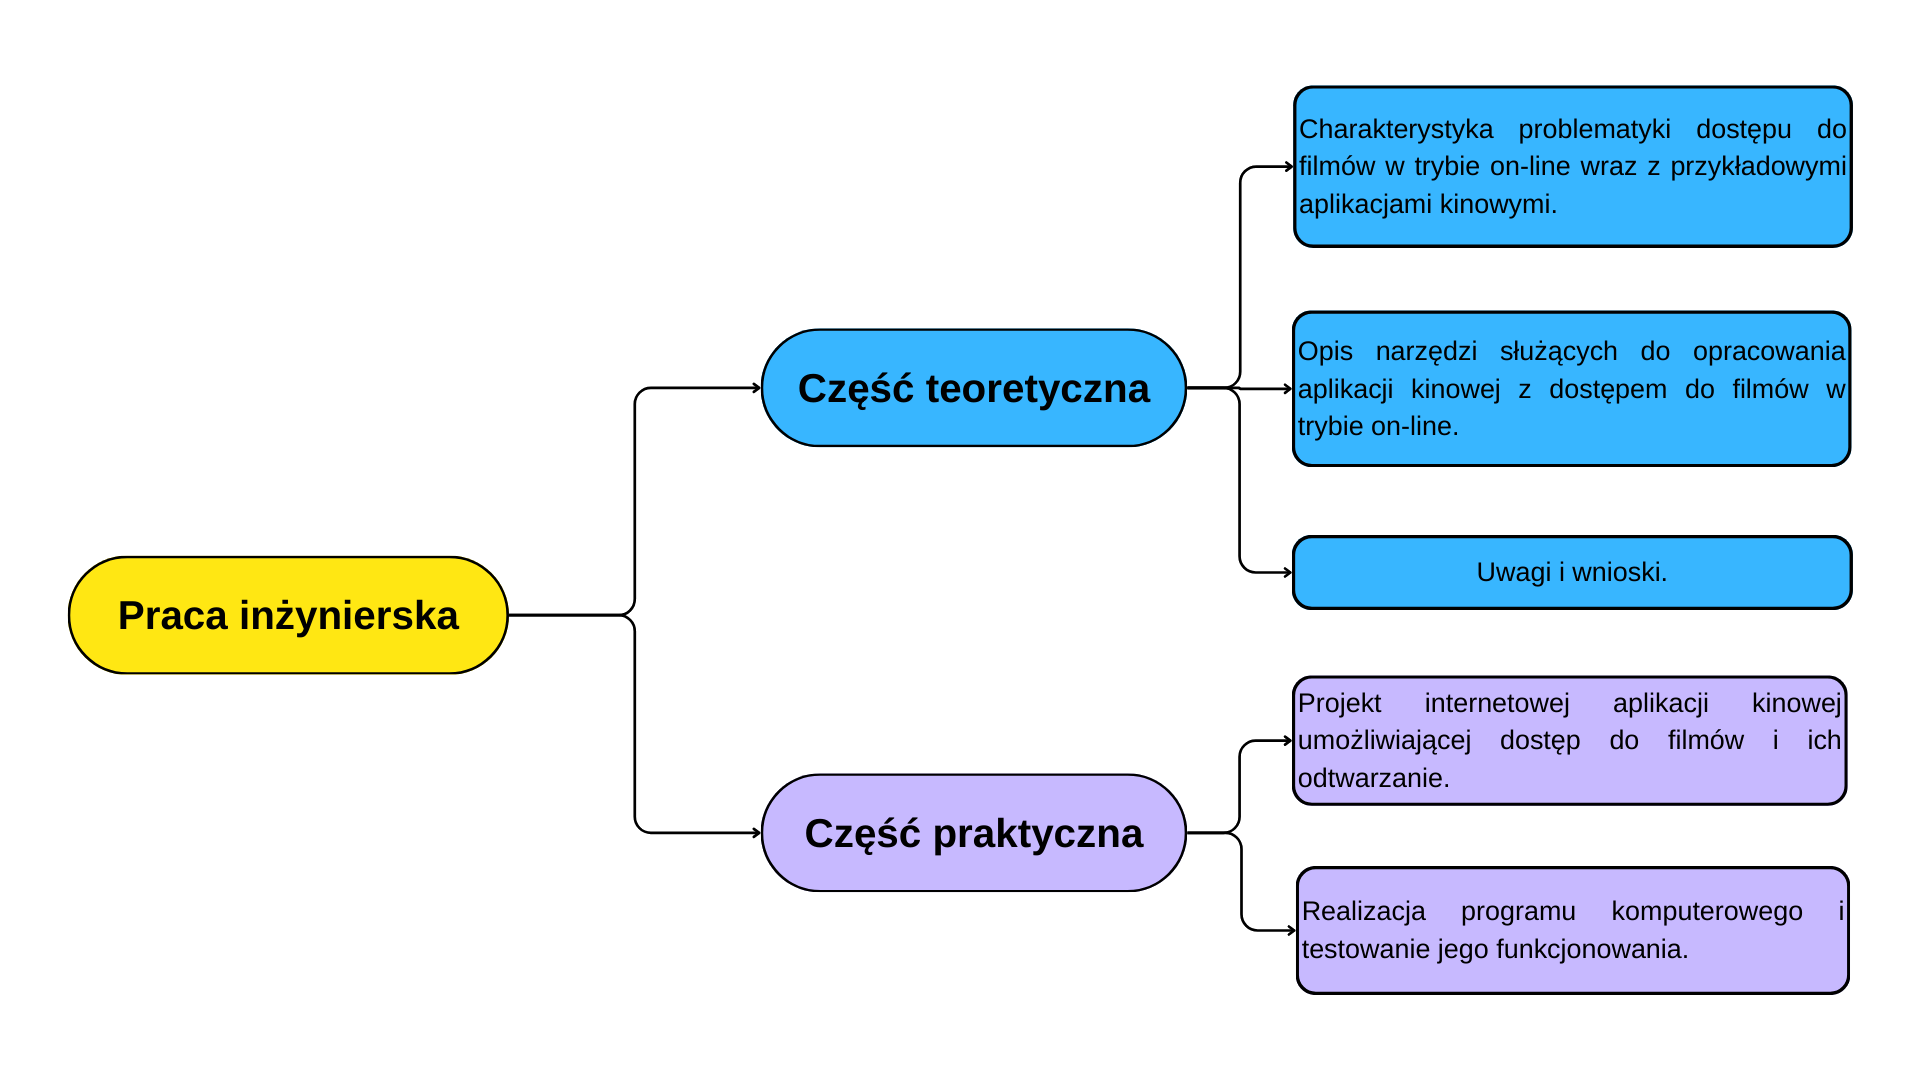 Praca inżynierska
Część teoretyczna
Charakterystyka problematyki dostępu do
filmów w trybie on-line wraz z przykładowymi
aplikacjami kinowymi.
Opis narzędzi służących do opracowania
aplikacji kinowej z dostępem do filmów w
trybie on-line.
Uwagi i wnioski.
Część praktyczna
Projekt internetowej aplikacji kinowej
umożliwiającej dostęp do filmów i ich
odtwarzanie.
Realizacja programu komputerowego i
testowanie jego funkcjonowania.